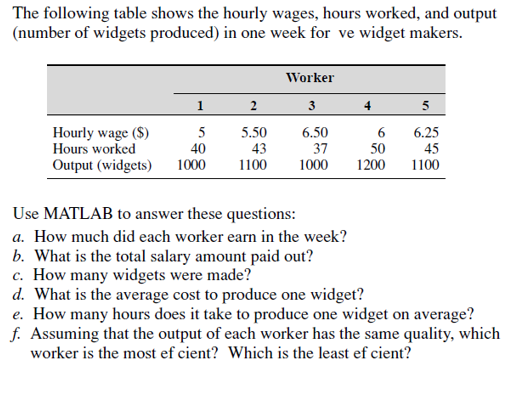 The following table shows the hourly wages, hours worked, and output
(number of widgets produced) in one week for ve widget makers.
Worker
1 2 3 4 5
Hourly wage ($) 5 5.50 6.50 6 6.25
Hours worked 40 43 37 50 45
Output (widgets) 1000 1100 1000 1200 1100
Use MATLAB to answer these questions:
a. How much did each worker earn in the week?
b. What is the total salary amount paid out?
c. How many widgets were made?
d. What is the average cost to produce one widget?
e. How many hours does it take to produce one widget on average?
f. Assuming that the output of each worker has the same quality, which
worker is the most ef cient? Which is the least ef cient?